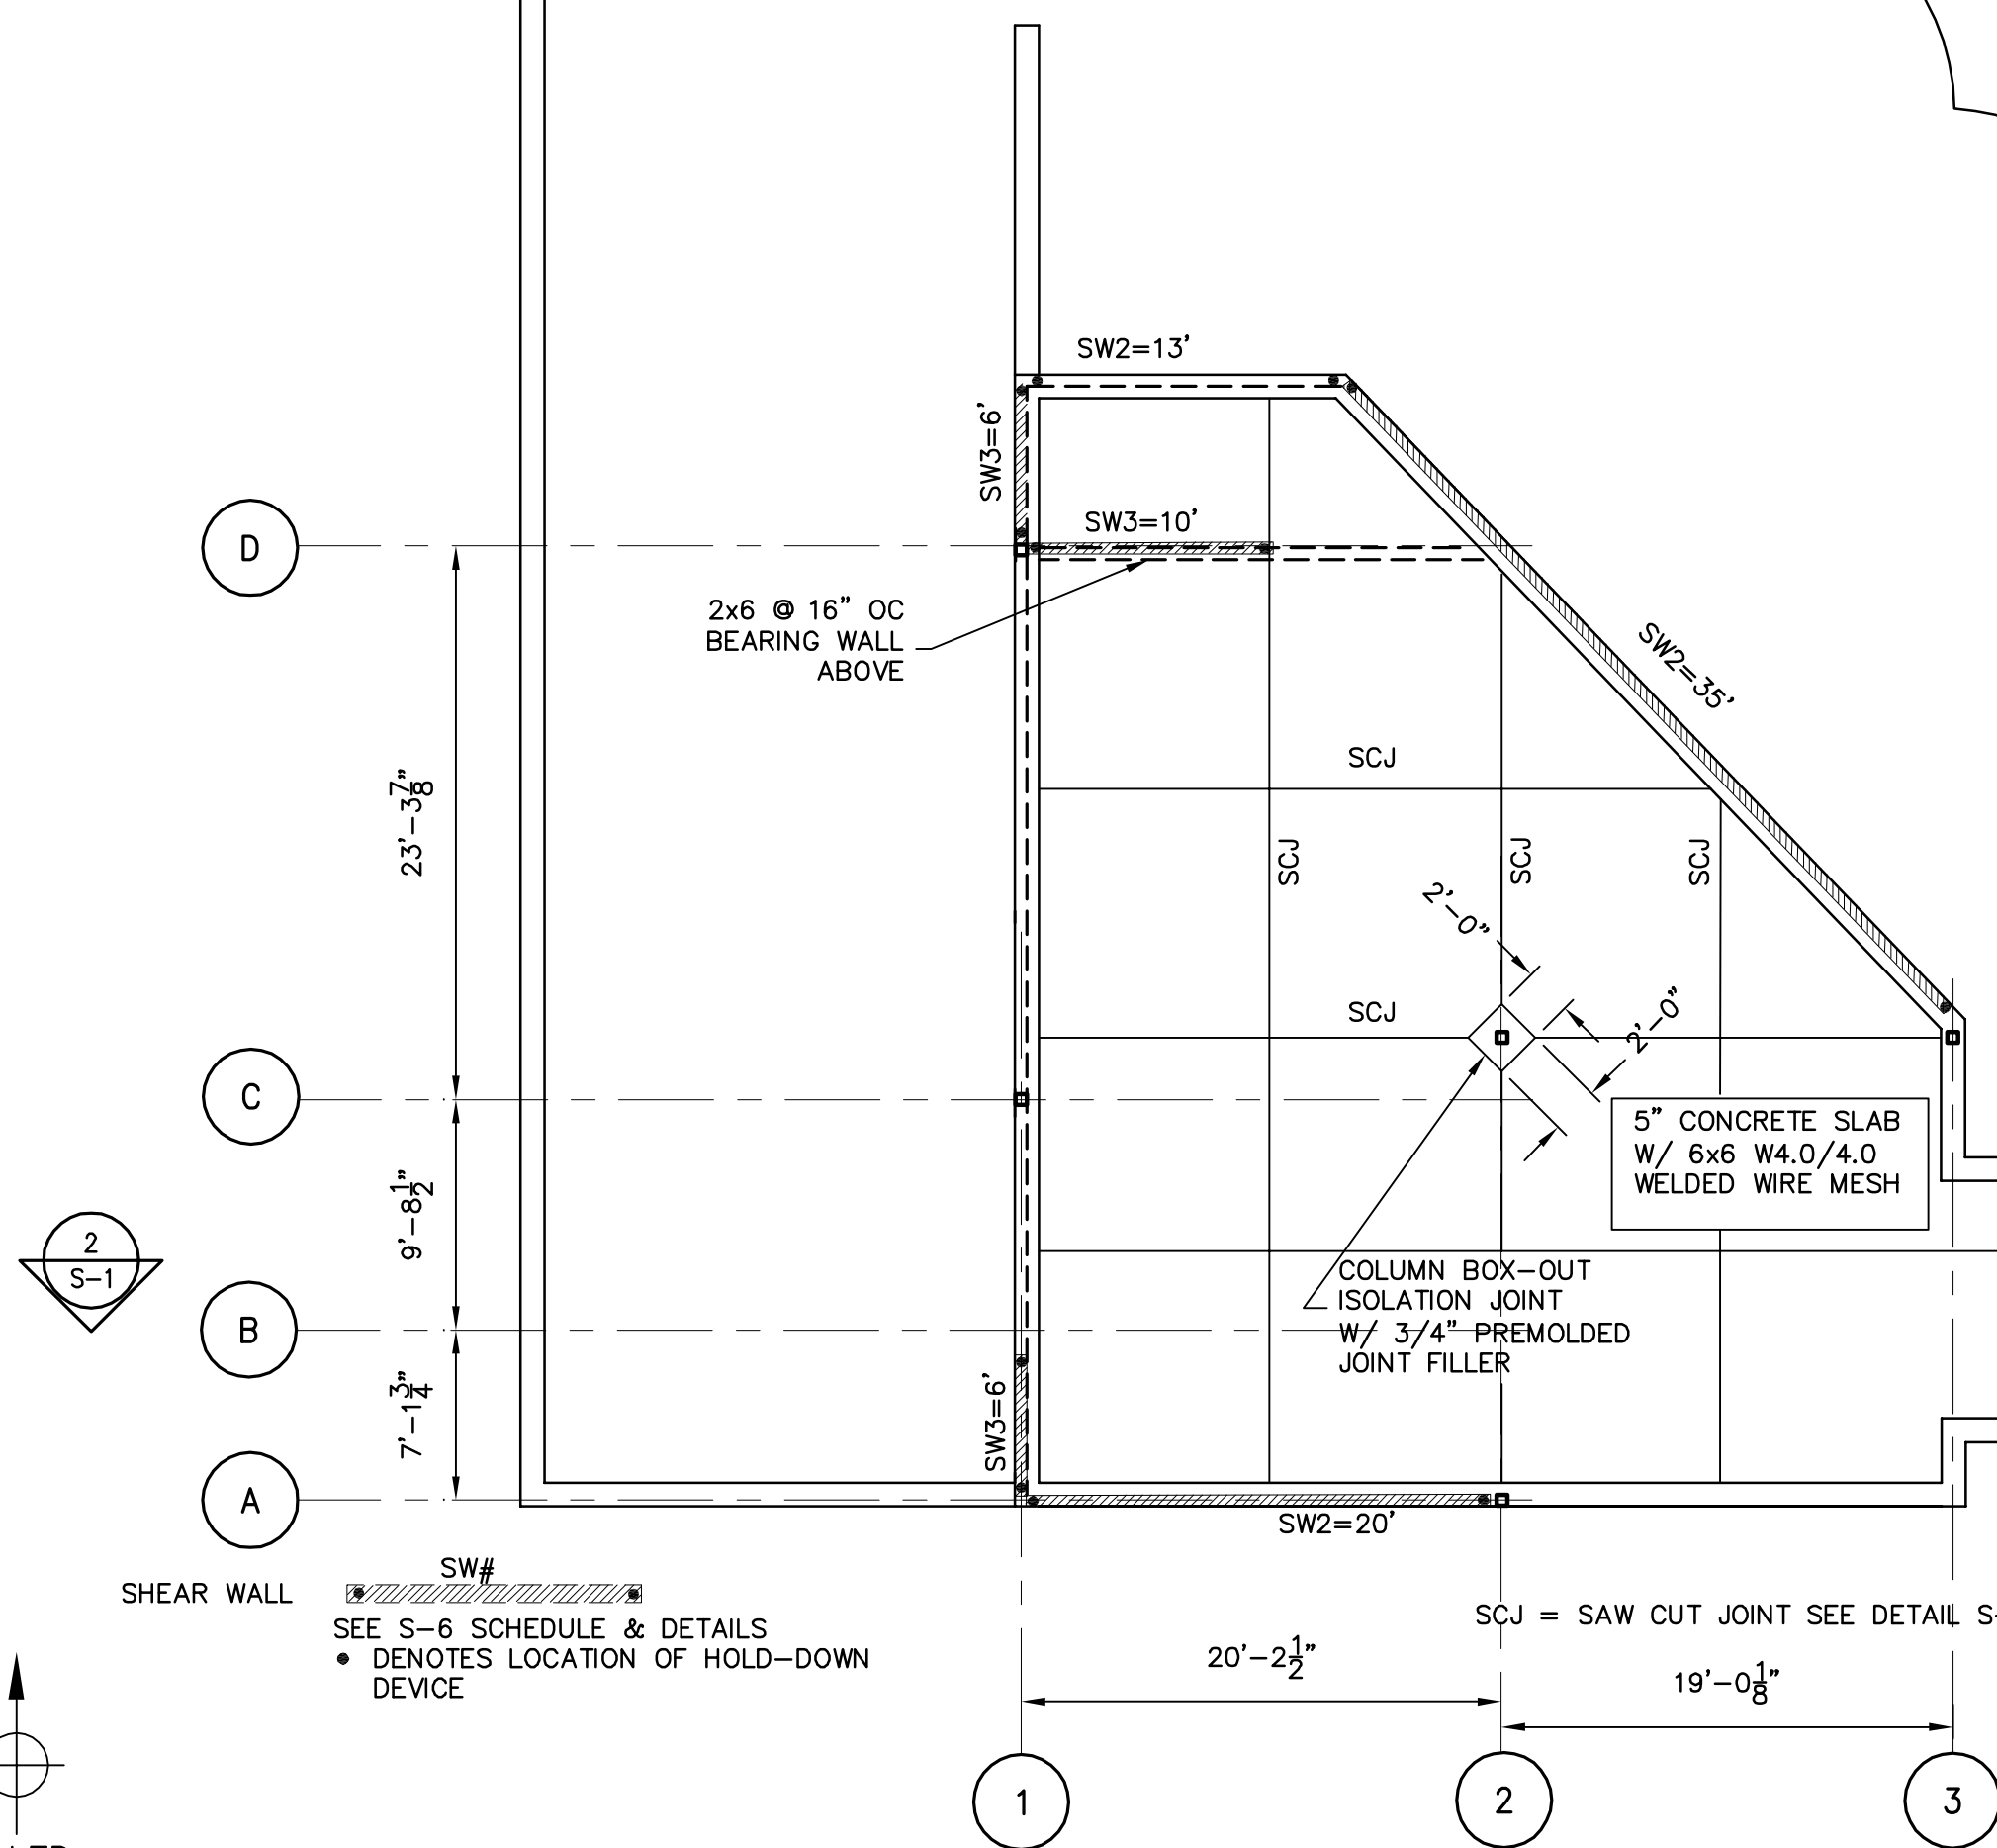 SW2=13'
SW3=6'
D
SW3=10'
2x6 @ 16" OC
BEARING WALL
ABOVE
SW2=35'
23'-3 7/8"
SCJ
SCJ
SCJ
SCJ
2'-0"
2'-0"
SCJ
C
5" CONCRETE SLAB
W/ 6x6 W4.0/4.0
WELDED WIRE MESH
9'-8 1/2"
2
S-1
COLUMN BOX-OUT
ISOLATION JOINT
W/ 3/4" PREMOLDED
JOINT FILLER
B
7'-1 3/4"
SW3=6'
A
SW2=20'
SW#
SHEAR WALL
SEE S-6 SCHEDULE & DETAILS
DENOTES LOCATION OF HOLD-DOWN
DEVICE
SCJ = SAW CUT JOINT SEE DETAIL S-
20'-2 1/2"
19'-0 1/8"
1
2
3